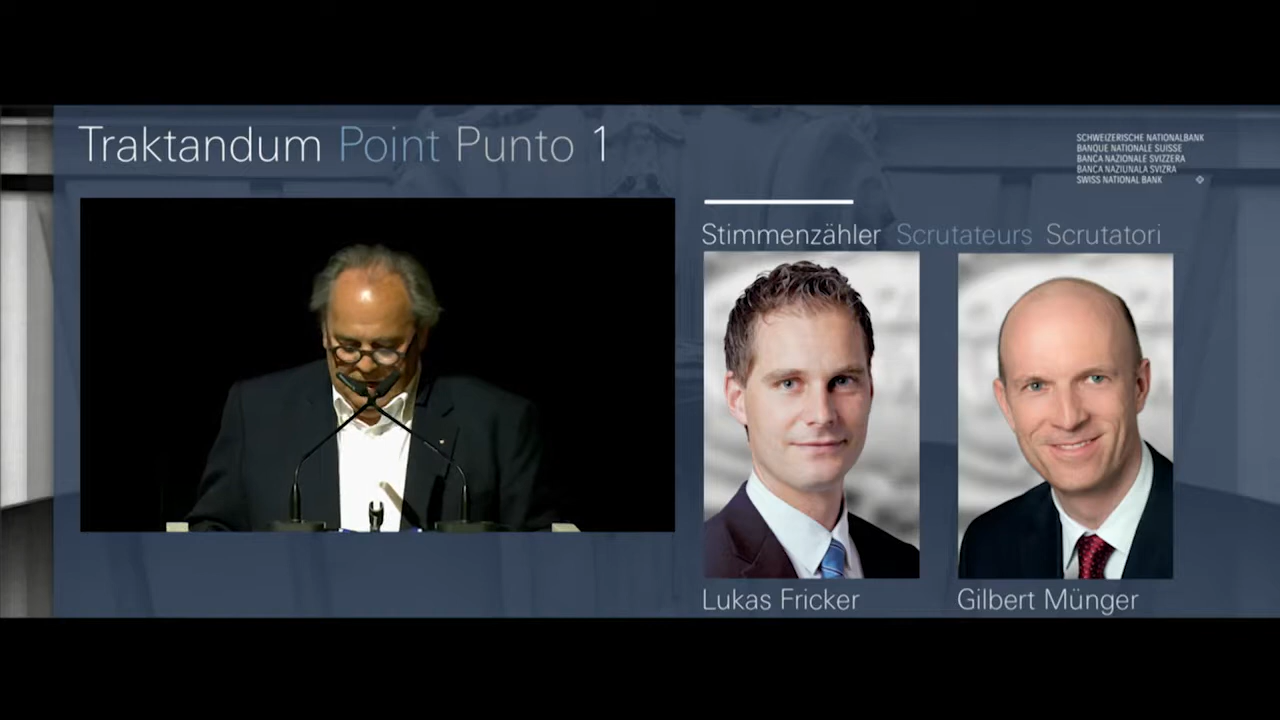 Traktandum Point Punto 1
SCHWEIZERISCHE NATIONALBANK
BANQUE NATIONALE SUISSE
BANCA NAZIONALE SVIZZERA
BANCA NAZIUNALA SVIZRA
SWISS NATIONAL BANK
Stimmenzähler Scrutateurs Scrutatori
Lukas Fricker
Gilbert Münger